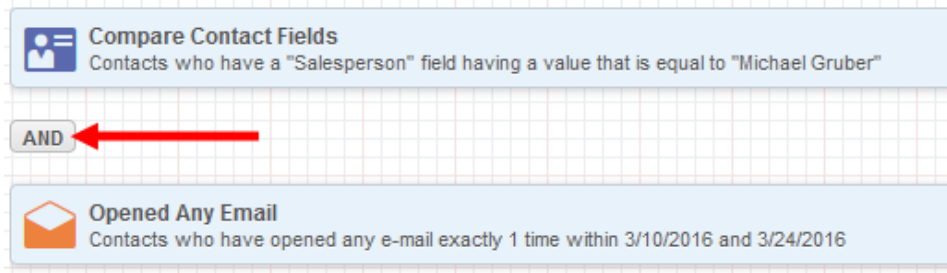 Compare Contact Fields
Contacts who have a "Salesperson" field having a value that is equal to "Michael Gruber"
AND
Opened Any Email
Contacts who have opened any e-mail exactly 1 time within 3/10/2016 and 3/24/2016